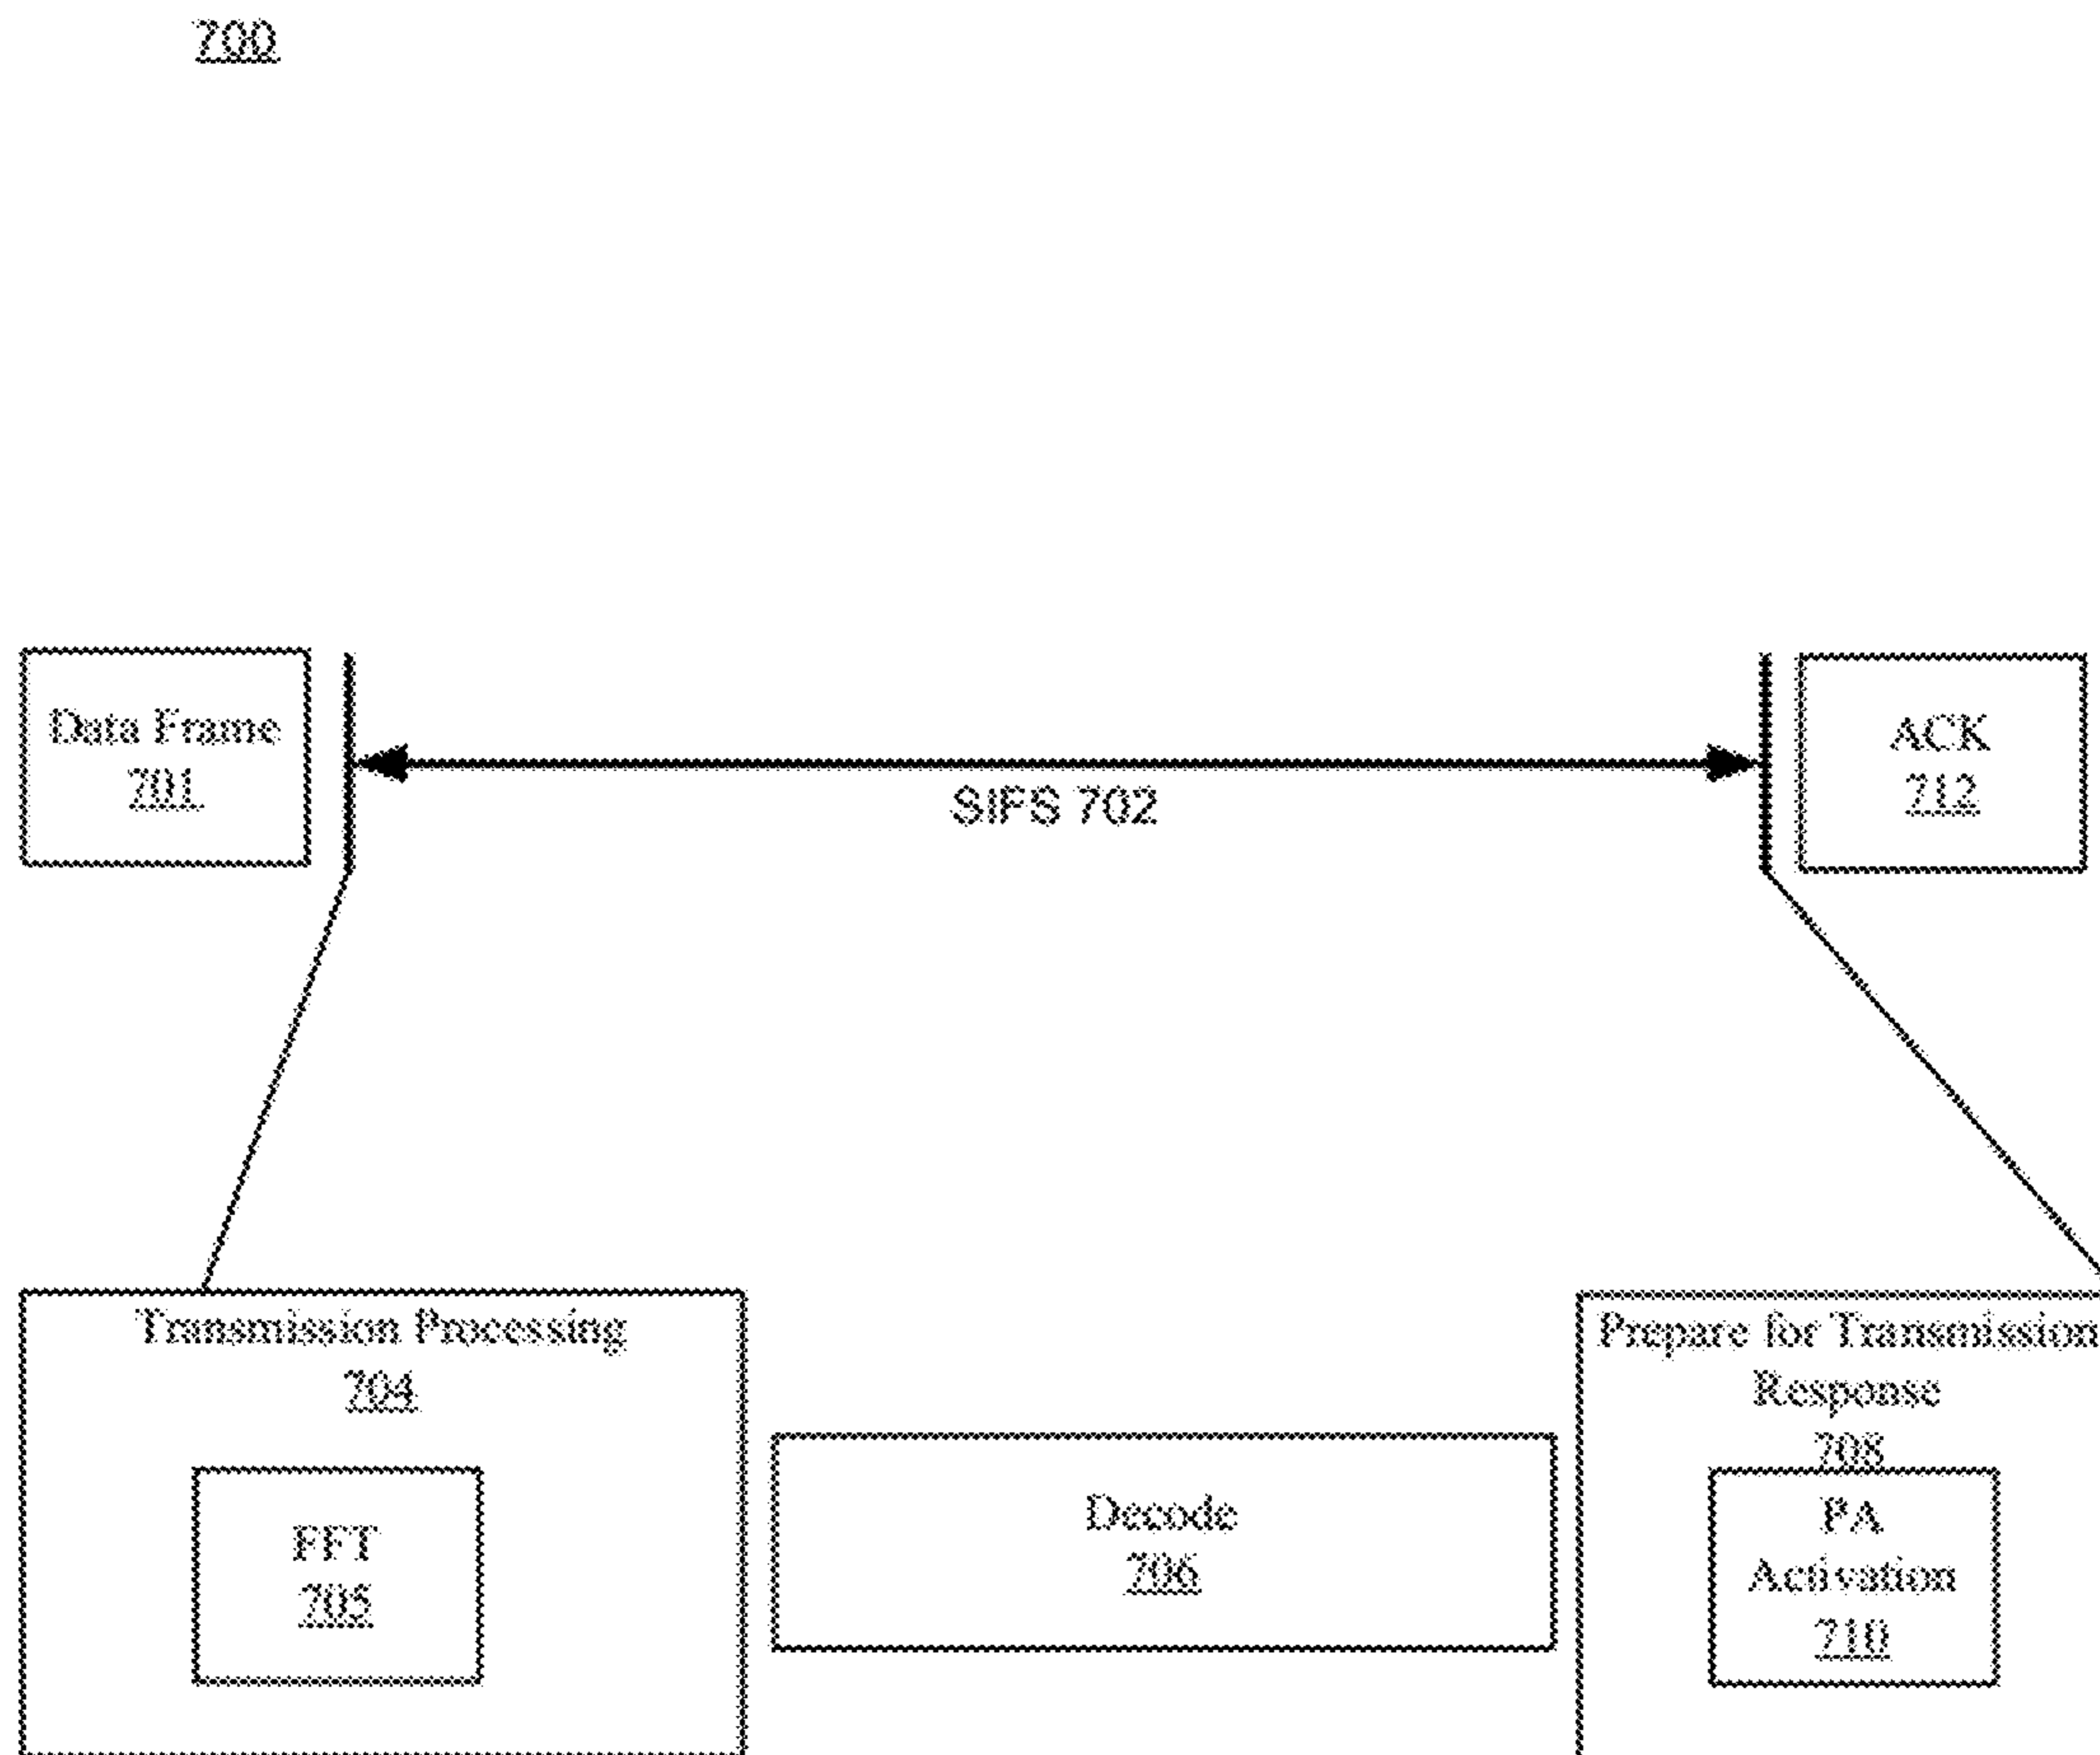 700
Data Frame
701
SIFS 702
ACK
712
Transmission Processing
704
FFT
705
Decode
706
Prepare for Transmission
Response
708
PA
Activation
710